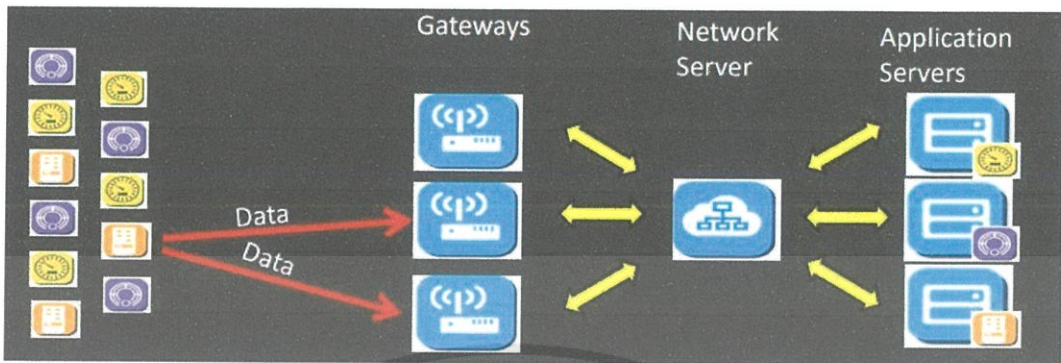 Gateways
Network
Server
Application
Servers
Data
Data